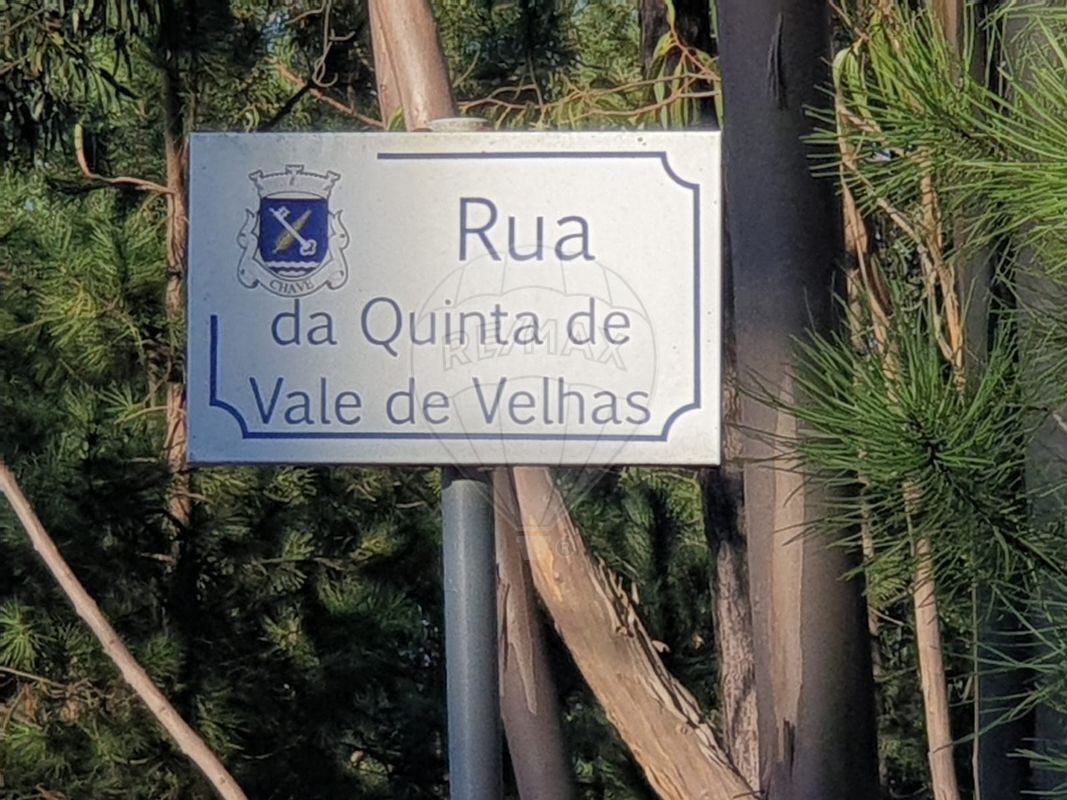 CHAVE
Rua
da Quinta de
Vale de Velhas
RE/MAX